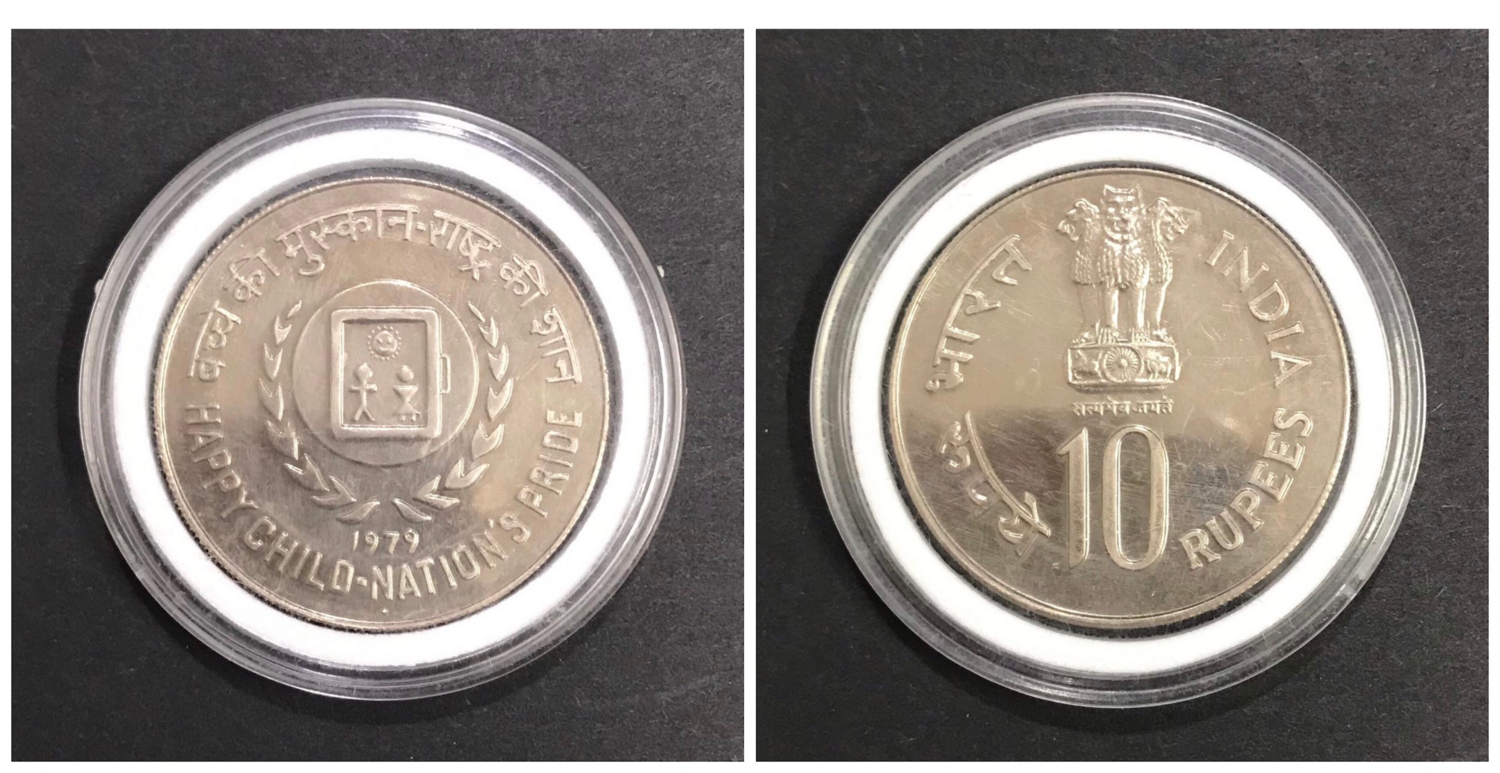 बच्चे की मुस्कान-राष्ट्र की शान
1979
HAPPY CHILD-NATION'S PRIDE
भारत
INDIA
सत्यमेव जयते
रुपये
10
RUPEES